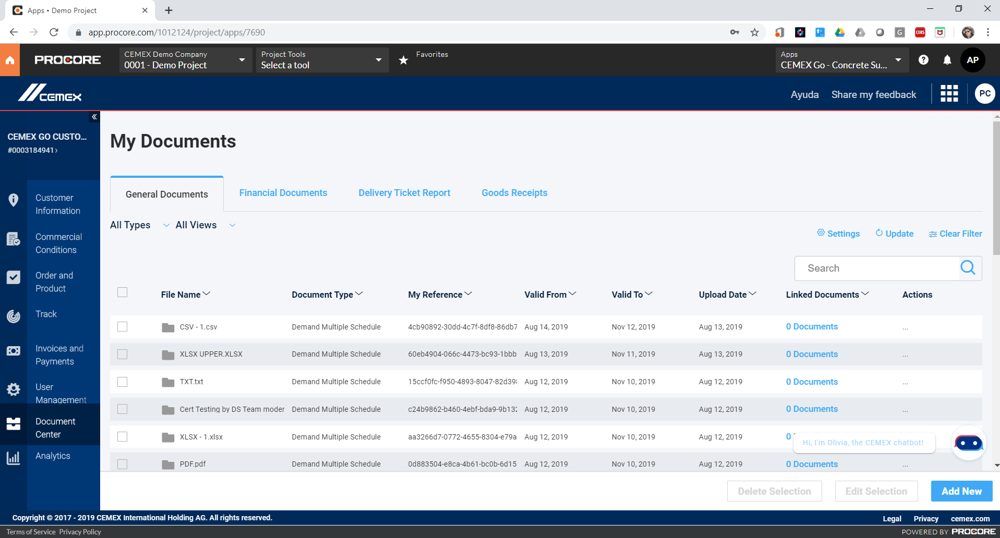 Apps • Demo Project
app.procore.com/1012124/project/apps/7690
G
CORS
PROCORE
CEMEX Demo Company
0001 - Demo Project
Project Tools
Select a tool
Favorites
Apps
CEMEX Go - Concrete Su...
AP
CEMEX
Ayuda
Share my feedback
PC
CEMEX GO CUSTO...
#0003184941 ›
Customer
Information
Commercial
Conditions
Order and
Product
Track
Invoices and
Payments
User
Management
Document
Center
Analytics
My Documents
General Documents
Financial Documents
Delivery Ticket Report
Goods Receipts
All Types
All Views
Settings
Update
Clear Filter
Search
File Name Document Type My Reference Valid From Valid To Upload Date Linked Documents Actions
CSV - 1.csv Demand Multiple Schedule 4cb90892-30dd-4c7f-8df8-86db7 Aug 14, 2019 Nov 12, 2019 Aug 13, 2019 0 Documents ...
XLSX UPPER.XLSX Demand Multiple Schedule 60eb4904-066c-4473-bc93-1bbb Aug 13, 2019 Nov 11, 2019 Aug 13, 2019 0 Documents ...
TXT.txt Demand Multiple Schedule 15ccf0fc-f950-4893-8047-82d398 Aug 12, 2019 Nov 10, 2019 Aug 12, 2019 0 Documents ...
Cert Testing by DS Team moder Demand Multiple Schedule c24b9862-b460-4ebf-bda9-9b132 Aug 12, 2019 Nov 10, 2019 Aug 12, 2019 0 Documents ...
XLSX - 1.xlsx Demand Multiple Schedule aa3266d7-0772-4655-8304-e79a Aug 12, 2019 Nov 10, 2019 Aug 12, 2019 0
Hi, I'm Olivia, the CEMEX chatbot!
PDF.pdf Demand Multiple Schedule 0d883504-e8ca-4b61-bc0b-6d15 Aug 12, 2019 Nov 10, 2019 Aug 12, 2019 0 Documents ...
Delete Selection
Edit Selection
Add New
Copyright © 2017 - 2019 CEMEX International Holding AG. All rights reserved.
Legal Privacy cemex.com
Terms of Service Privacy Policy
POWERED BY PROCORE